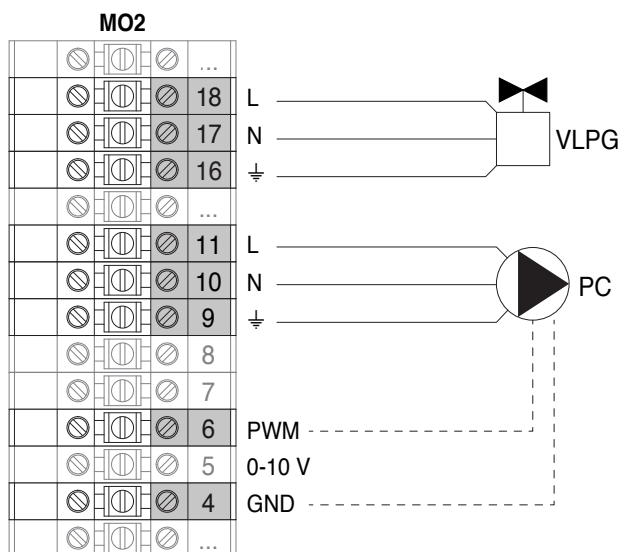 MO2
...
18 L
17 N VLPG
16 ⏚
...
11 L
10 N PC
9 ⏚
8
7
6 PWM
5 0-10 V
4 GND
...